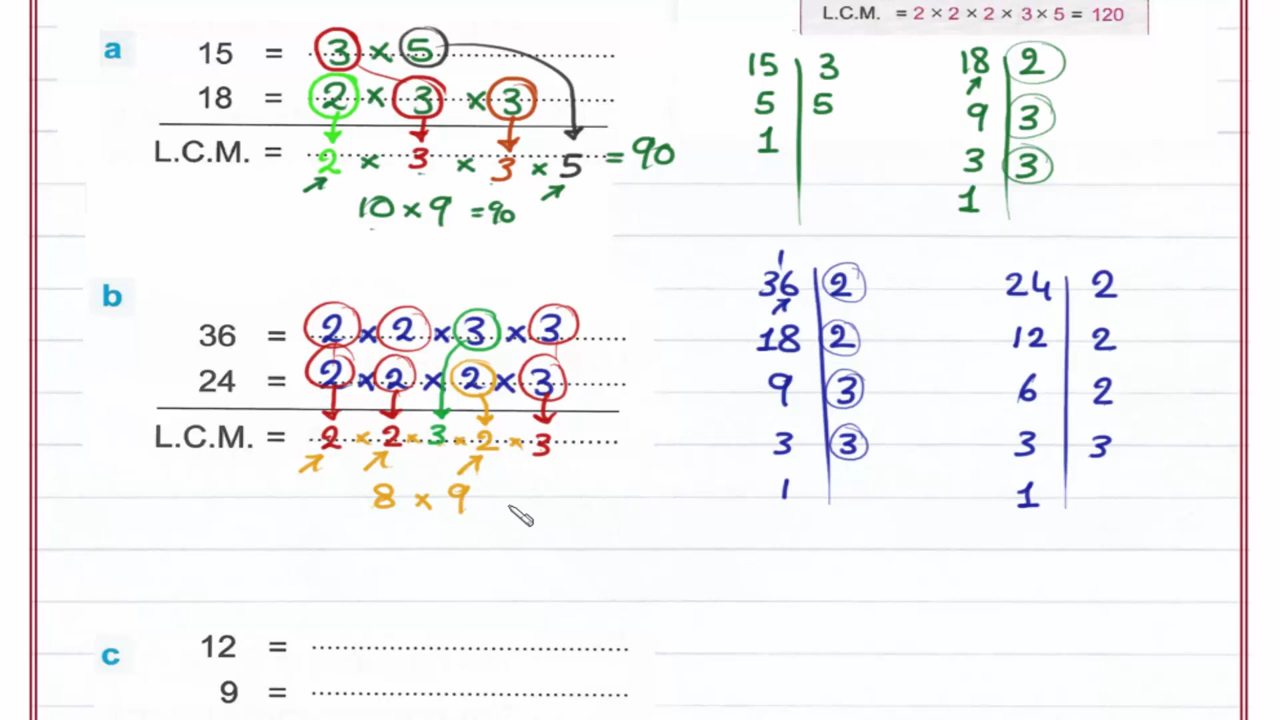 L.C.M. = 2 × 2 × 2 × 3 × 5 = 120
a
15 = 3 × 5
18 = 2 × 3 × 3
L.C.M. = 2 × 3 × 3 × 5 = 90
10 × 9 = 90
15 3
5 5
1
18 2
9 3
3 3
1
b
36 = 2 × 2 × 3 × 3
24 = 2 × 2 × 2 × 3
L.C.M. = 2 × 2 × 3 × 2 × 3
8 × 9
1
36 2
18 2
9 3
3 3
1
24 2
12 2
6 2
3 3
1
c
12 =
9 =